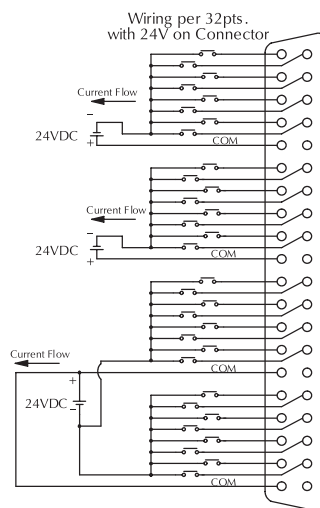 Wiring per 32pts.
with 24V on Connector
Current Flow
−
24VDC
+
COM
Current Flow
−
24VDC
+
COM
Current Flow
COM
+
24VDC
−
COM